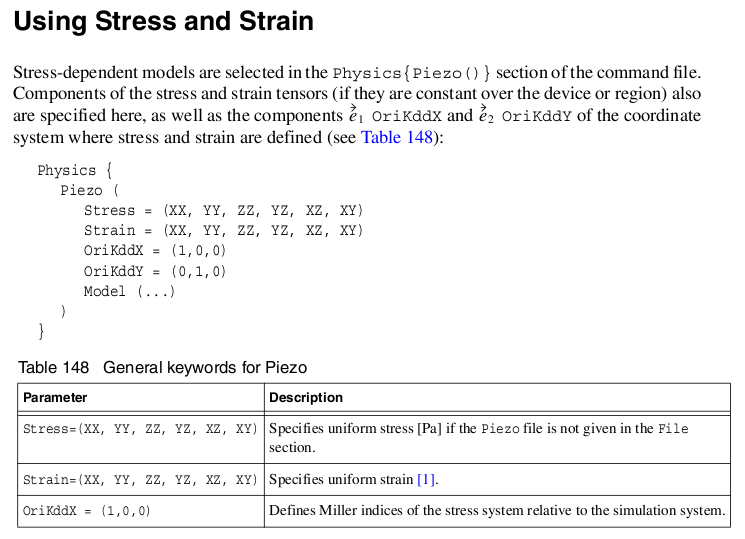 Using Stress and Strain
Stress-dependent models are selected in the Physics{Piezo()} section of the command file.
Components of the stress and strain tensors (if they are constant over the device or region) also
are specified here, as well as the components e⃗₁ OriKddX and e⃗₂ OriKddY of the coordinate
system where stress and strain are defined (see Table 148):
Physics {
Piezo (
Stress = (XX, YY, ZZ, YZ, XZ, XY)
Strain = (XX, YY, ZZ, YZ, XZ, XY)
OriKddX = (1,0,0)
OriKddY = (0,1,0)
Model (...)
)
}
Table 148 General keywords for Piezo
Parameter Description
Stress=(XX, YY, ZZ, YZ, XZ, XY) Specifies uniform stress [Pa] if the Piezo file is not given in the File
section.
Strain=(XX, YY, ZZ, YZ, XZ, XY) Specifies uniform strain [1].
OriKddX = (1,0,0) Defines Miller indices of the stress system relative to the simulation system.